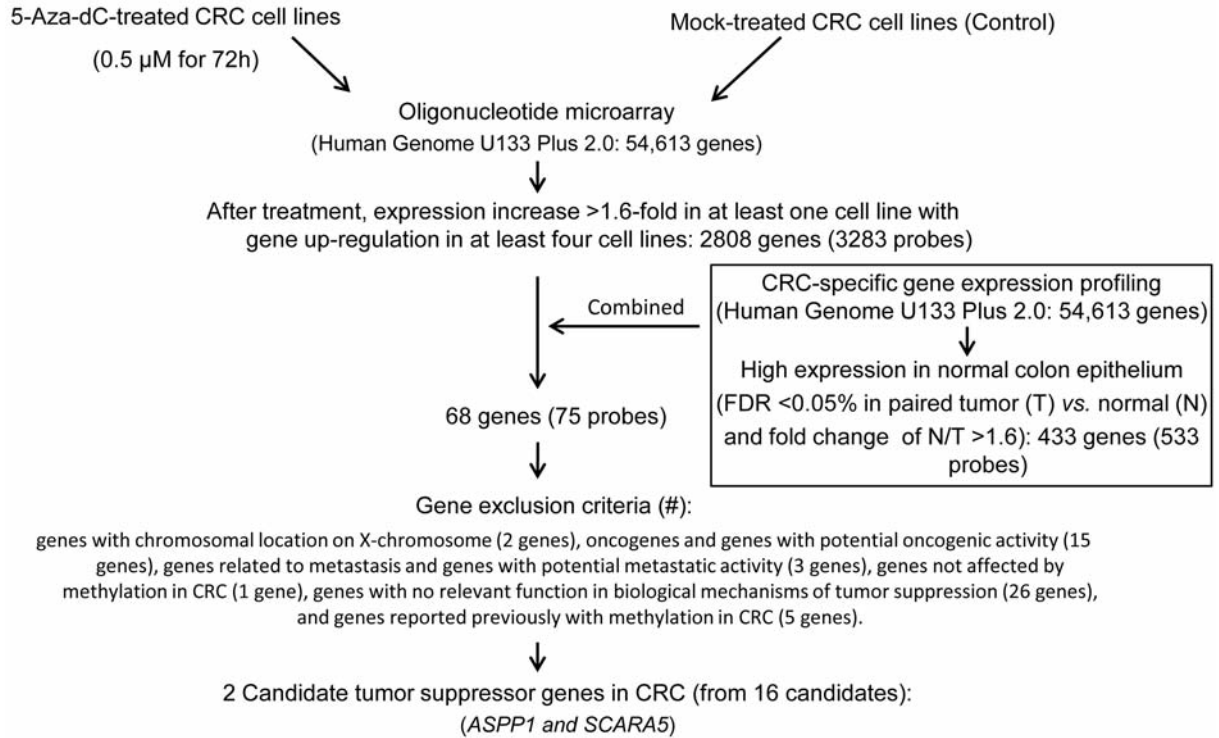 5-Aza-dC-treated CRC cell lines
(0.5 µM for 72h)
Mock-treated CRC cell lines (Control)
Oligonucleotide microarray
(Human Genome U133 Plus 2.0: 54,613 genes)
After treatment, expression increase >1.6-fold in at least one cell line with
gene up-regulation in at least four cell lines: 2808 genes (3283 probes)
Combined
CRC-specific gene expression profiling
(Human Genome U133 Plus 2.0: 54,613 genes)
High expression in normal colon epithelium
(FDR <0.05% in paired tumor (T) vs. normal (N)
and fold change of N/T >1.6): 433 genes (533
probes)
68 genes (75 probes)
Gene exclusion criteria (#):
genes with chromosomal location on X-chromosome (2 genes), oncogenes and genes with potential oncogenic activity (15
genes), genes related to metastasis and genes with potential metastatic activity (3 genes), genes not affected by
methylation in CRC (1 gene), genes with no relevant function in biological mechanisms of tumor suppression (26 genes),
and genes reported previously with methylation in CRC (5 genes).
2 Candidate tumor suppressor genes in CRC (from 16 candidates):
(ASPP1 and SCARA5)